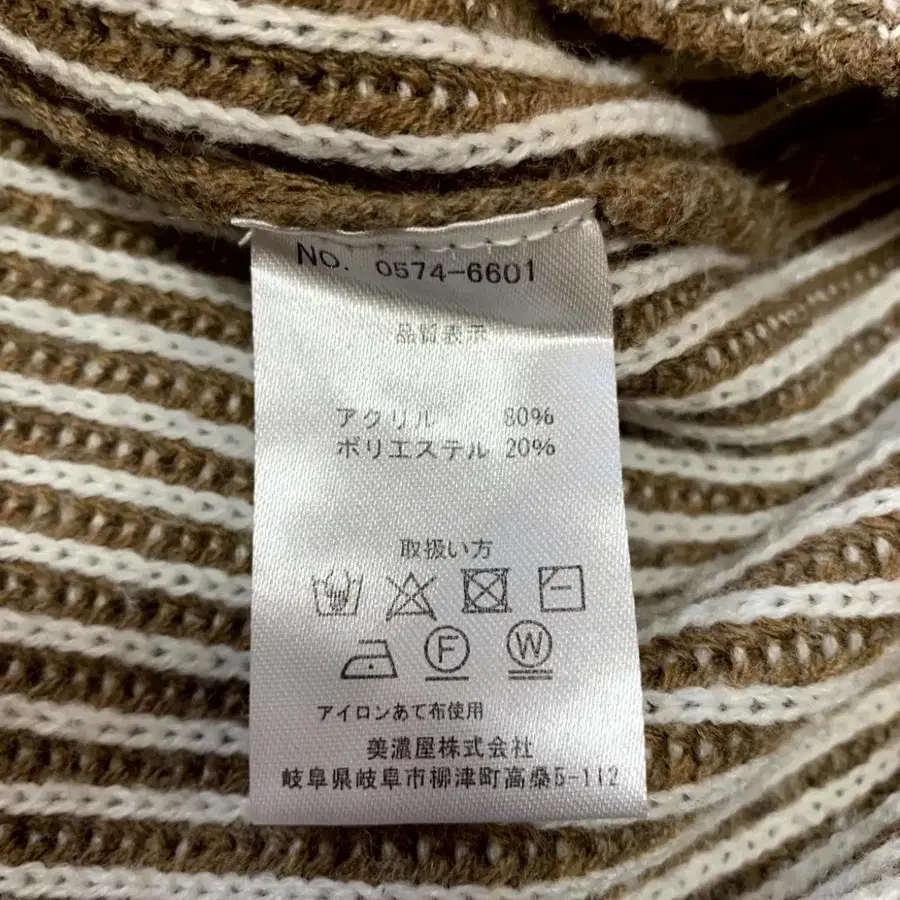 NO. 0574-6601
品質表示
アクリル 80%
ポリエステル 20%
取扱い方
F W
アイロンあて布使用
美濃屋株式会社
岐阜県岐阜市柳津町高桑5-112